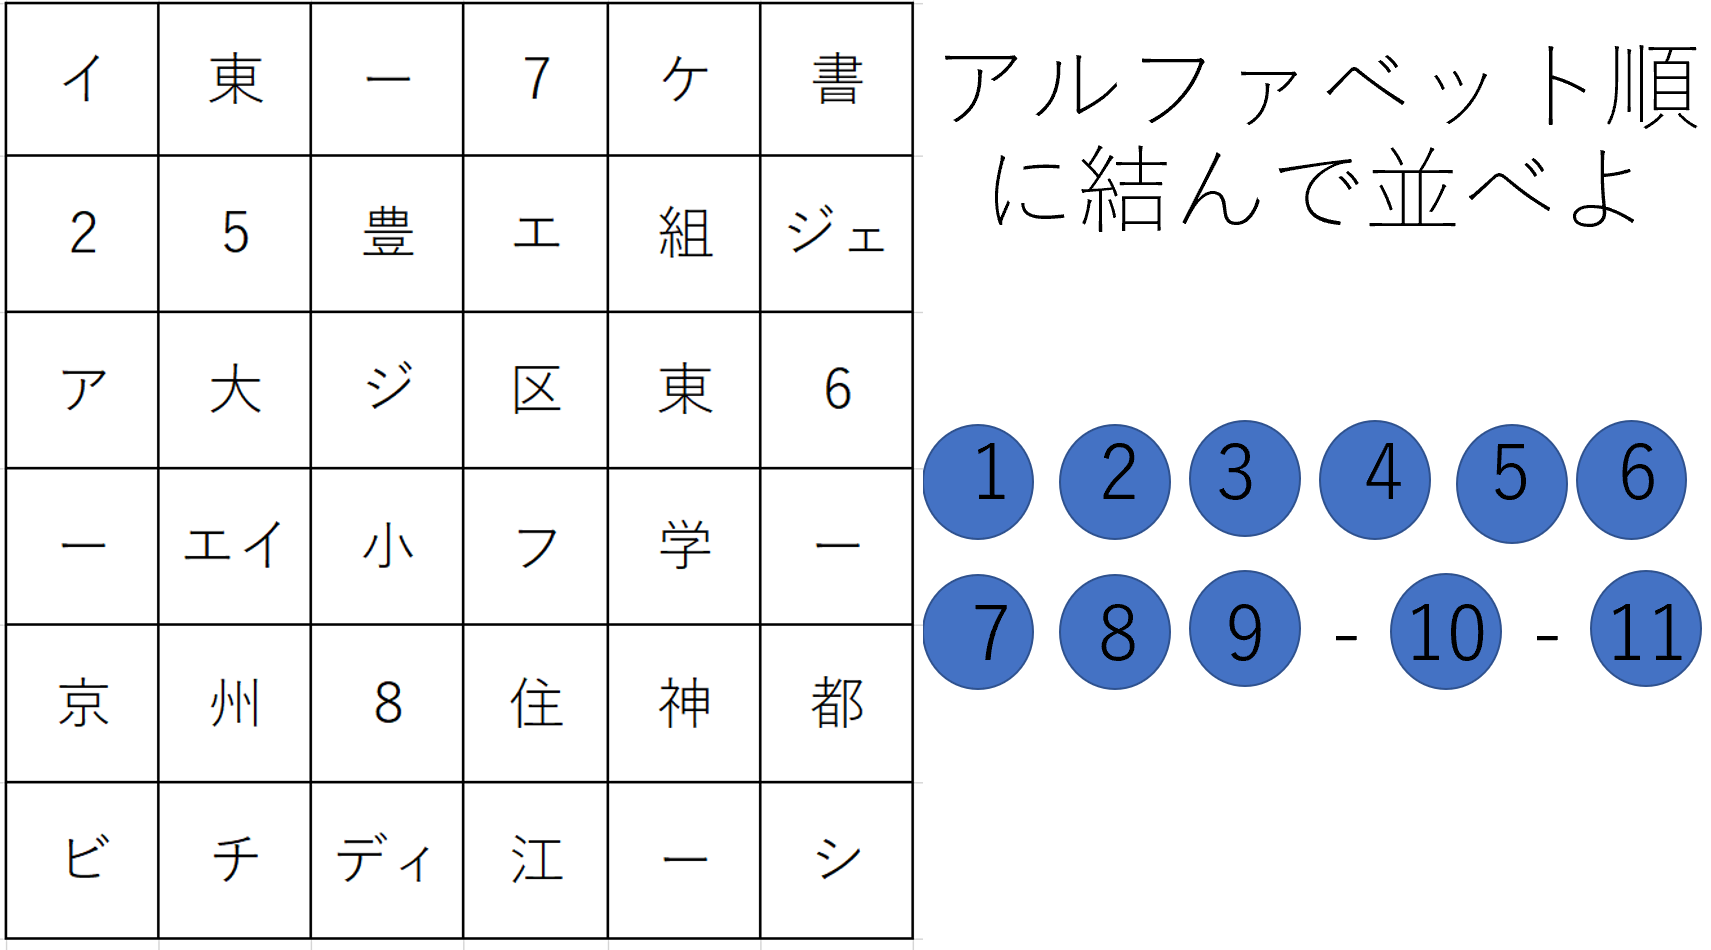 イ 東 ー 7 ケ 書
2 5 豊 エ 組 ジェ
ア 大 ジ 区 東 6
ー エイ 小 フ 学 ー
京 州 8 住 神 都
ビ チ ディ 江 ー シ
アルファベット順
に結んで並べよ
1 2 3 4 5 6
7 8 9 - 10 - 11